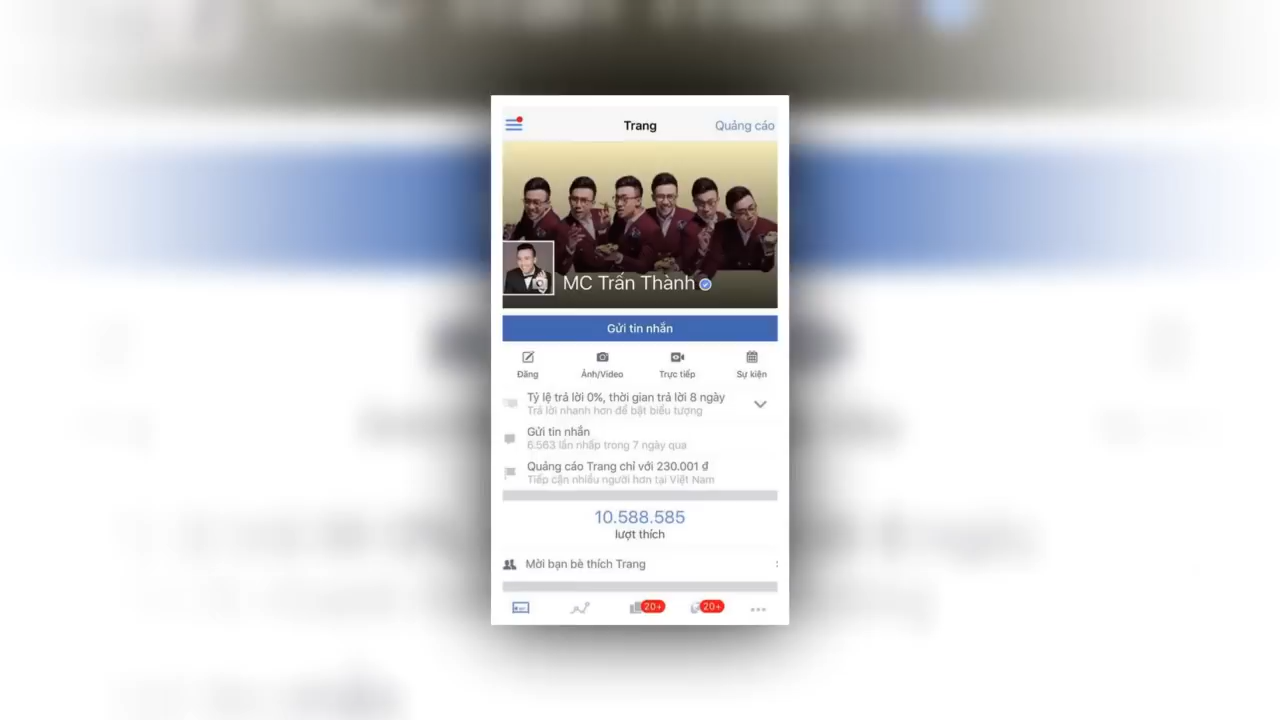 Trang
Quảng cáo
MC Trấn Thành
Gửi tin nhắn
Đăng
Ảnh/Video
Trực tiếp
Sự kiện
Tỷ lệ trả lời 0%, thời gian trả lời 8 ngày
Trả lời nhanh hơn để bật biểu tượng
Gửi tin nhắn
6.563 lần nhấp trong 7 ngày qua
Quảng cáo Trang chỉ với 230.001 ₫
Tiếp cận nhiều người hơn tại Việt Nam
10.588.585
lượt thích
Mời bạn bè thích Trang
20+
20+